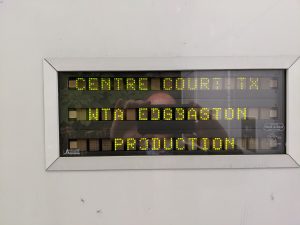 CENTRE COURT TX
WTA EDGBASTON
PRODUCTION